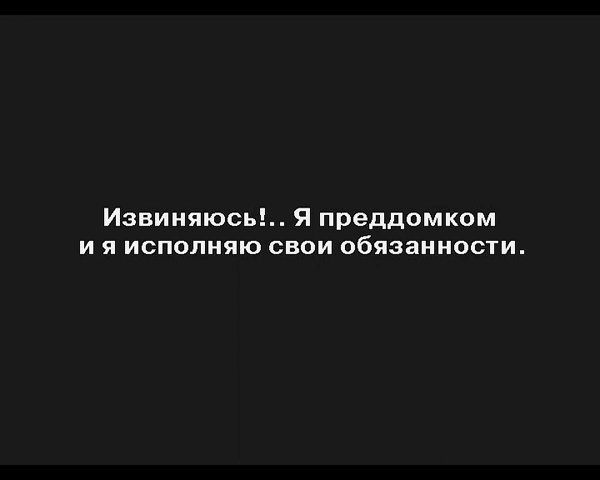 Извиняюсь!.. Я преддомком
и я исполняю свои обязанности.